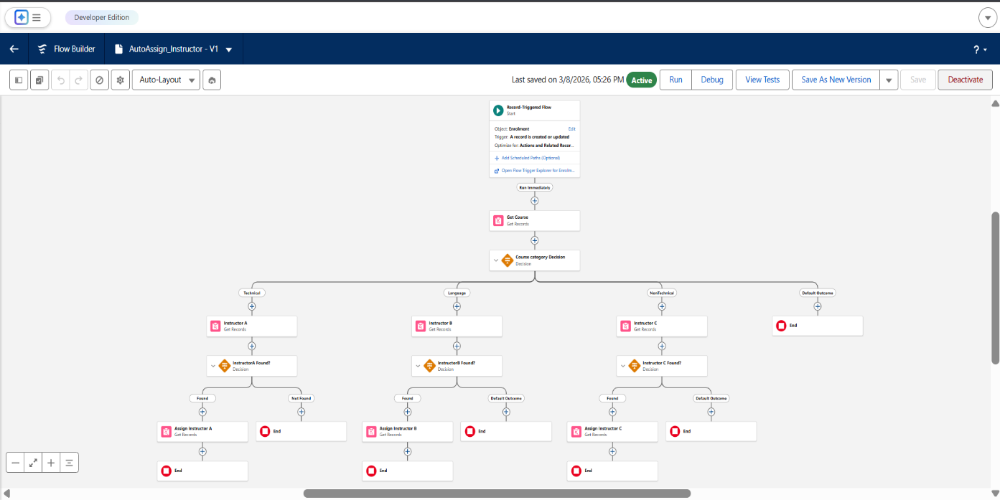 Developer Edition
Flow Builder
AutoAssign_Instructor - V1
?
Auto-Layout
Last saved on 3/8/2026, 05:26 PM
Active
Run
Debug
View Tests
Save As New Version
Save
Deactivate
Record-Triggered Flow
Start
Object: Enrolment
Edit
Trigger: A record is created or updated
Optimize for: Actions and Related Recor...
Add Scheduled Paths (Optional)
Open Flow Trigger Explorer for Enrolm...
Run Immediately
Get Course
Get Records
Course category Decision
Decision
Technical
Language
NonTechnical
Default Outcome
Instructor A
Get Records
Instructor B
Get Records
Instructor C
Get Records
End
InstructorA Found?
Decision
InstructorB Found?
Decision
Instructor C Found?
Decision
Found
Not Found
Found
Default Outcome
Found
Default Outcome
Assign Instructor A
Get Records
End
Assign Instructor B
Get Records
End
Assign Instructor C
Get Records
End
End
End
End